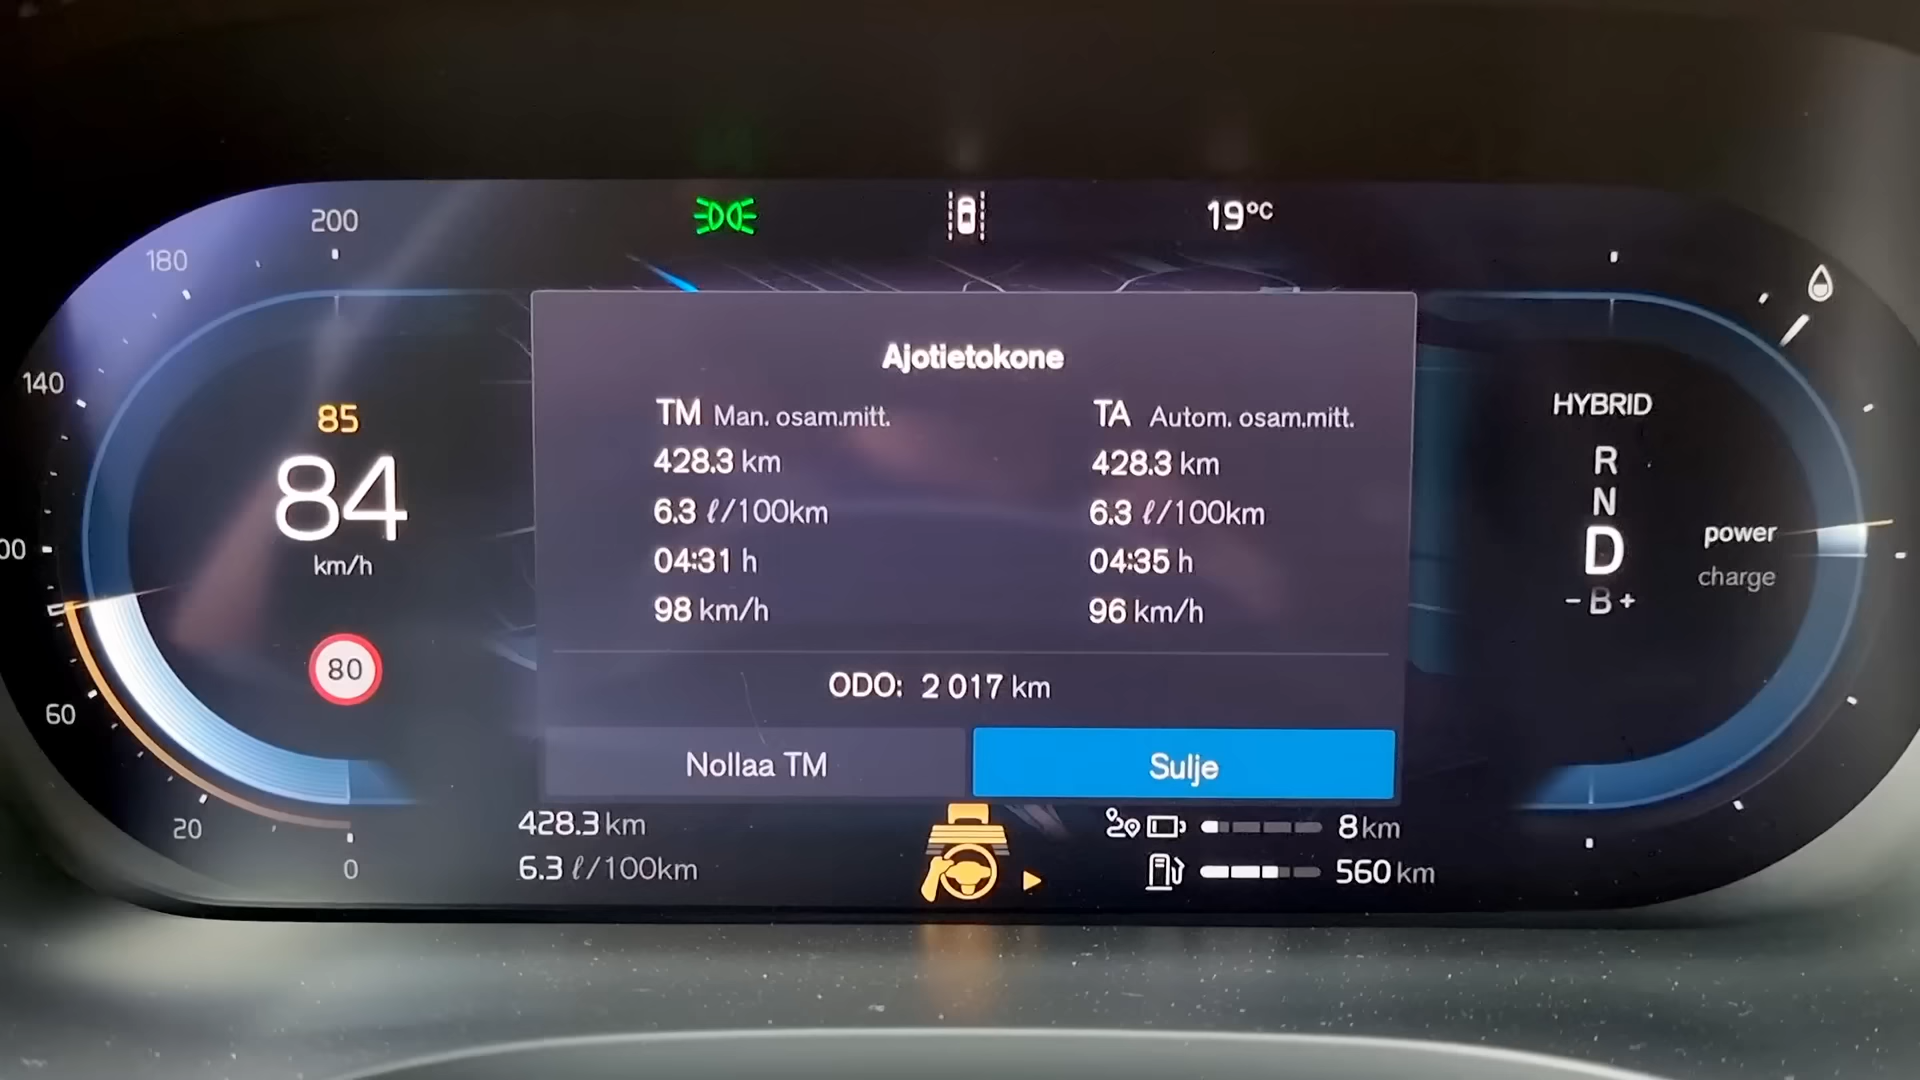 200
180
140
00
60
20
0
19°C
85
84
km/h
80
Ajotietokone
TM Man. osam.mitt.
428.3 km
6.3 ℓ/100km
04:31 h
98 km/h
TA Autom. osam.mitt.
428.3 km
6.3 ℓ/100km
04:35 h
96 km/h
ODO: 2 017 km
Nollaa TM
Sulje
428.3 km
6.3 ℓ/100km
8 km
560 km
HYBRID
R
N
D
- B +
power
charge